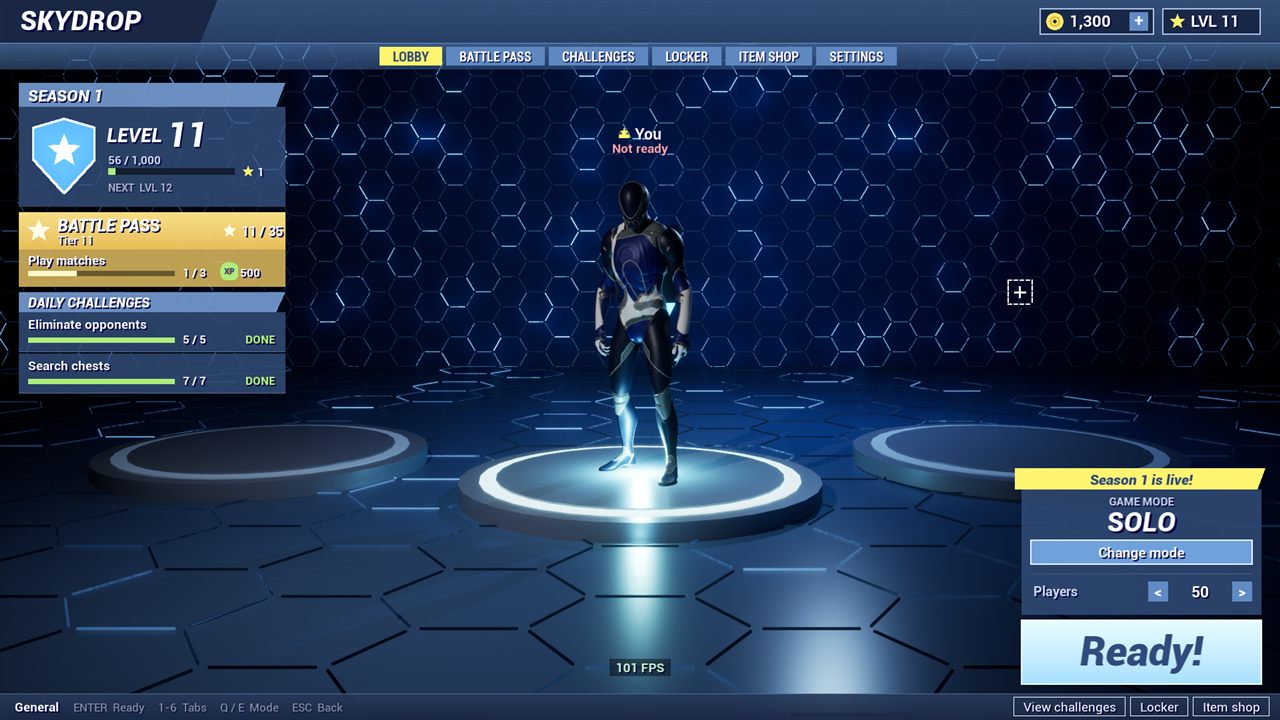 SKYDROP
1,300 +
LVL 11
LOBBY BATTLE PASS CHALLENGES LOCKER ITEM SHOP SETTINGS
SEASON 1
LEVEL 11
56 / 1,000
1
NEXT LVL 12
BATTLE PASS
11 / 35
Tier 11
Play matches
1 / 3 XP 500
DAILY CHALLENGES
Eliminate opponents
5 / 5 DONE
Search chests
7 / 7 DONE
You
Not ready
+
Season 1 is live!
GAME MODE
SOLO
Change mode
Players < 50 >
Ready!
101 FPS
General ENTER Ready 1-6 Tabs Q / E Mode ESC Back
View challenges Locker Item shop